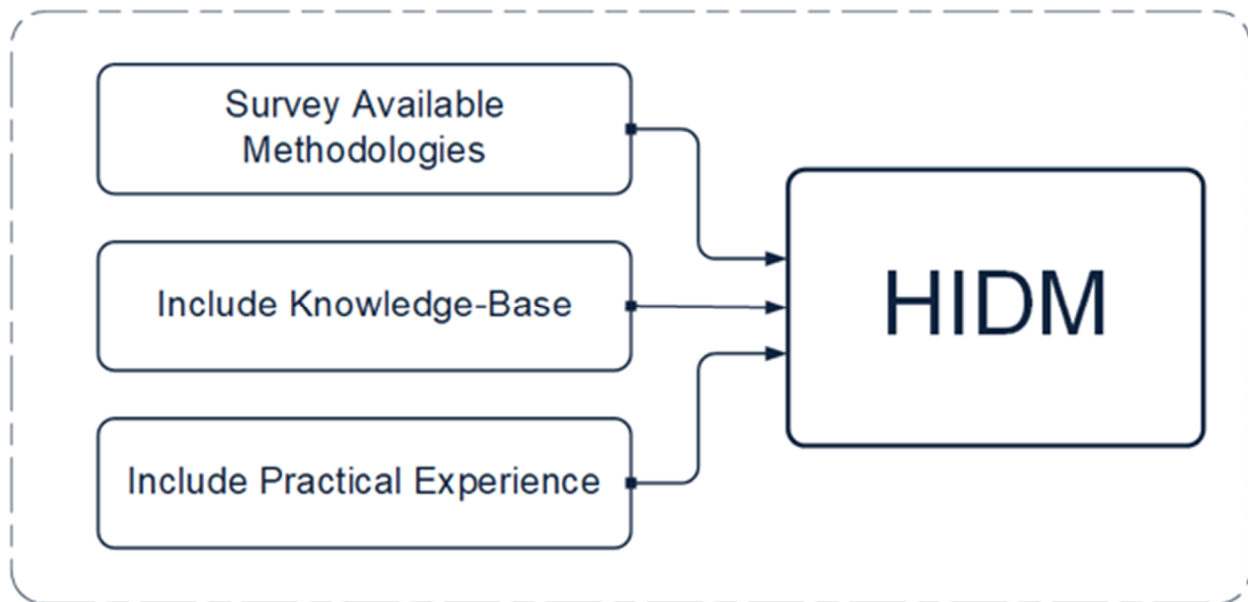 Survey Available
Methodologies
Include Knowledge-Base
Include Practical Experience
HIDM